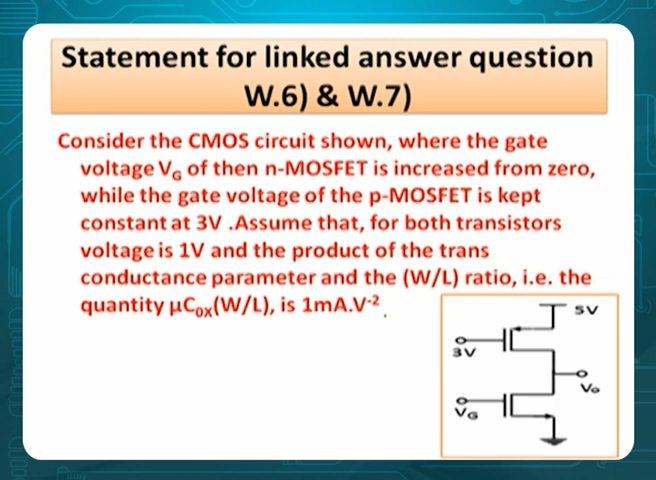 Statement for linked answer question
W.6) & W.7)
Consider the CMOS circuit shown, where the gate
voltage VG of then n-MOSFET is increased from zero,
while the gate voltage of the p-MOSFET is kept
constant at 3V .Assume that, for both transistors
voltage is 1V and the product of the trans
conductance parameter and the (W/L) ratio, i.e. the
quantity µCOX(W/L), is 1mA.V-2 .
5V
3V
Vo
VG